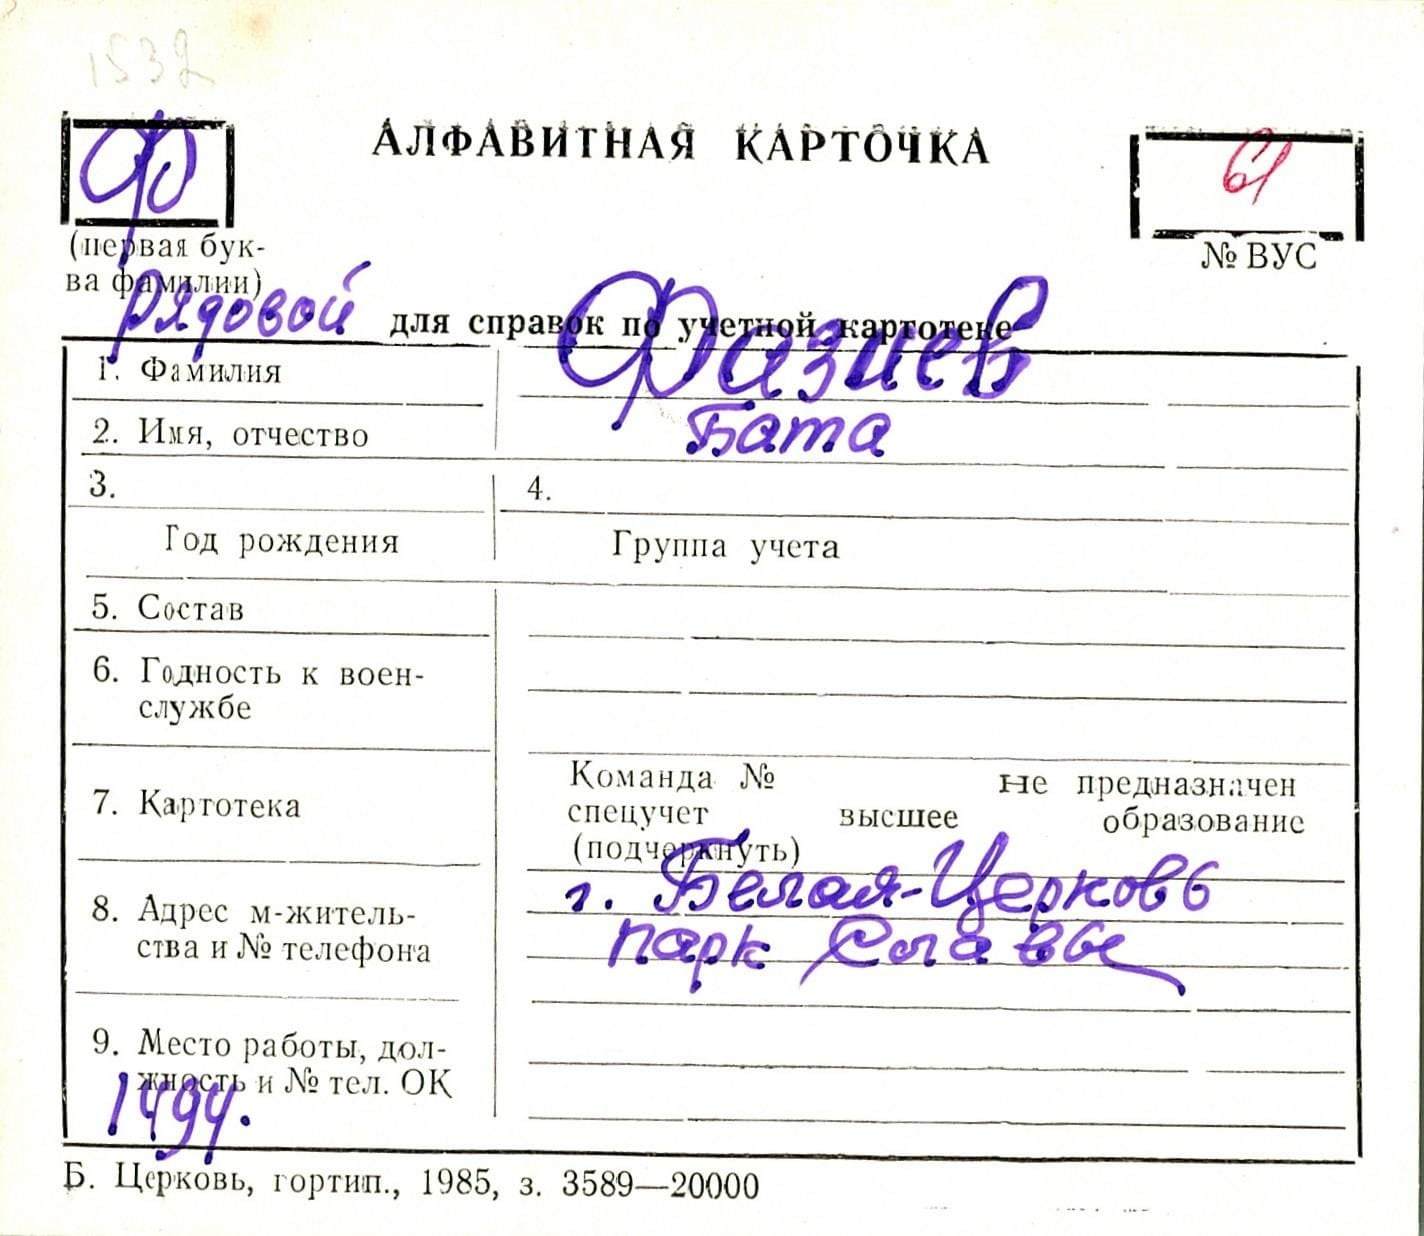 1532
Ф
АЛФАВИТНАЯ КАРТОЧКА
61
(первая бук-
ва фамилии)
№ ВУС
рядовой
для справок по учетной картотеке
1. Фамилия
Фазиев
2. Имя, отчество
Бата
3.
4.
Год рождения
Группа учета
5. Состав
6. Годность к воен-
службе
7. Картотека
Команда № не предназначен
спецучет высшее образование
(подчеркнуть)
8. Адрес м-житель-
ства и № телефона
г. Белая-Церковь
парк Славы
9. Место работы, дол-
жность и № тел. ОК
1494.
Б. Церковь, гортип., 1985, з. 3589—20000